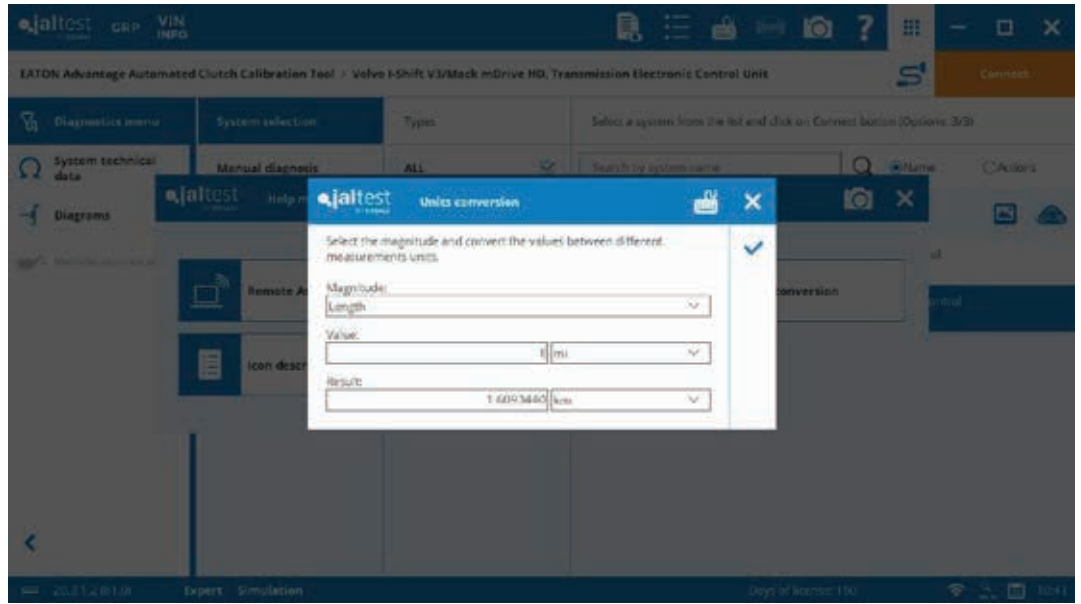 jaltest GRP VIN INFO
EATON Advantage Automated Clutch Calibration Tool > Volvo I-Shift V3/Mack mDrive HD, Transmission Electronic Control Unit
Connect
Diagnostics menu
System selection
Types
Select a system from the list and click on Connect button (Options: 3/3)
System technical data
Manual diagnosis
ALL
Search by system name
Name
Actions
Diagrams
jaltest Help
jaltest Units conversion
Select the magnitude and convert the values between different
measurements units.
Magnitude:
Length
Value:
1 mi
Result:
1.6093440 km
Remote
conversion
Icon descr
Expert Simulation
Days of license: 150
10:41